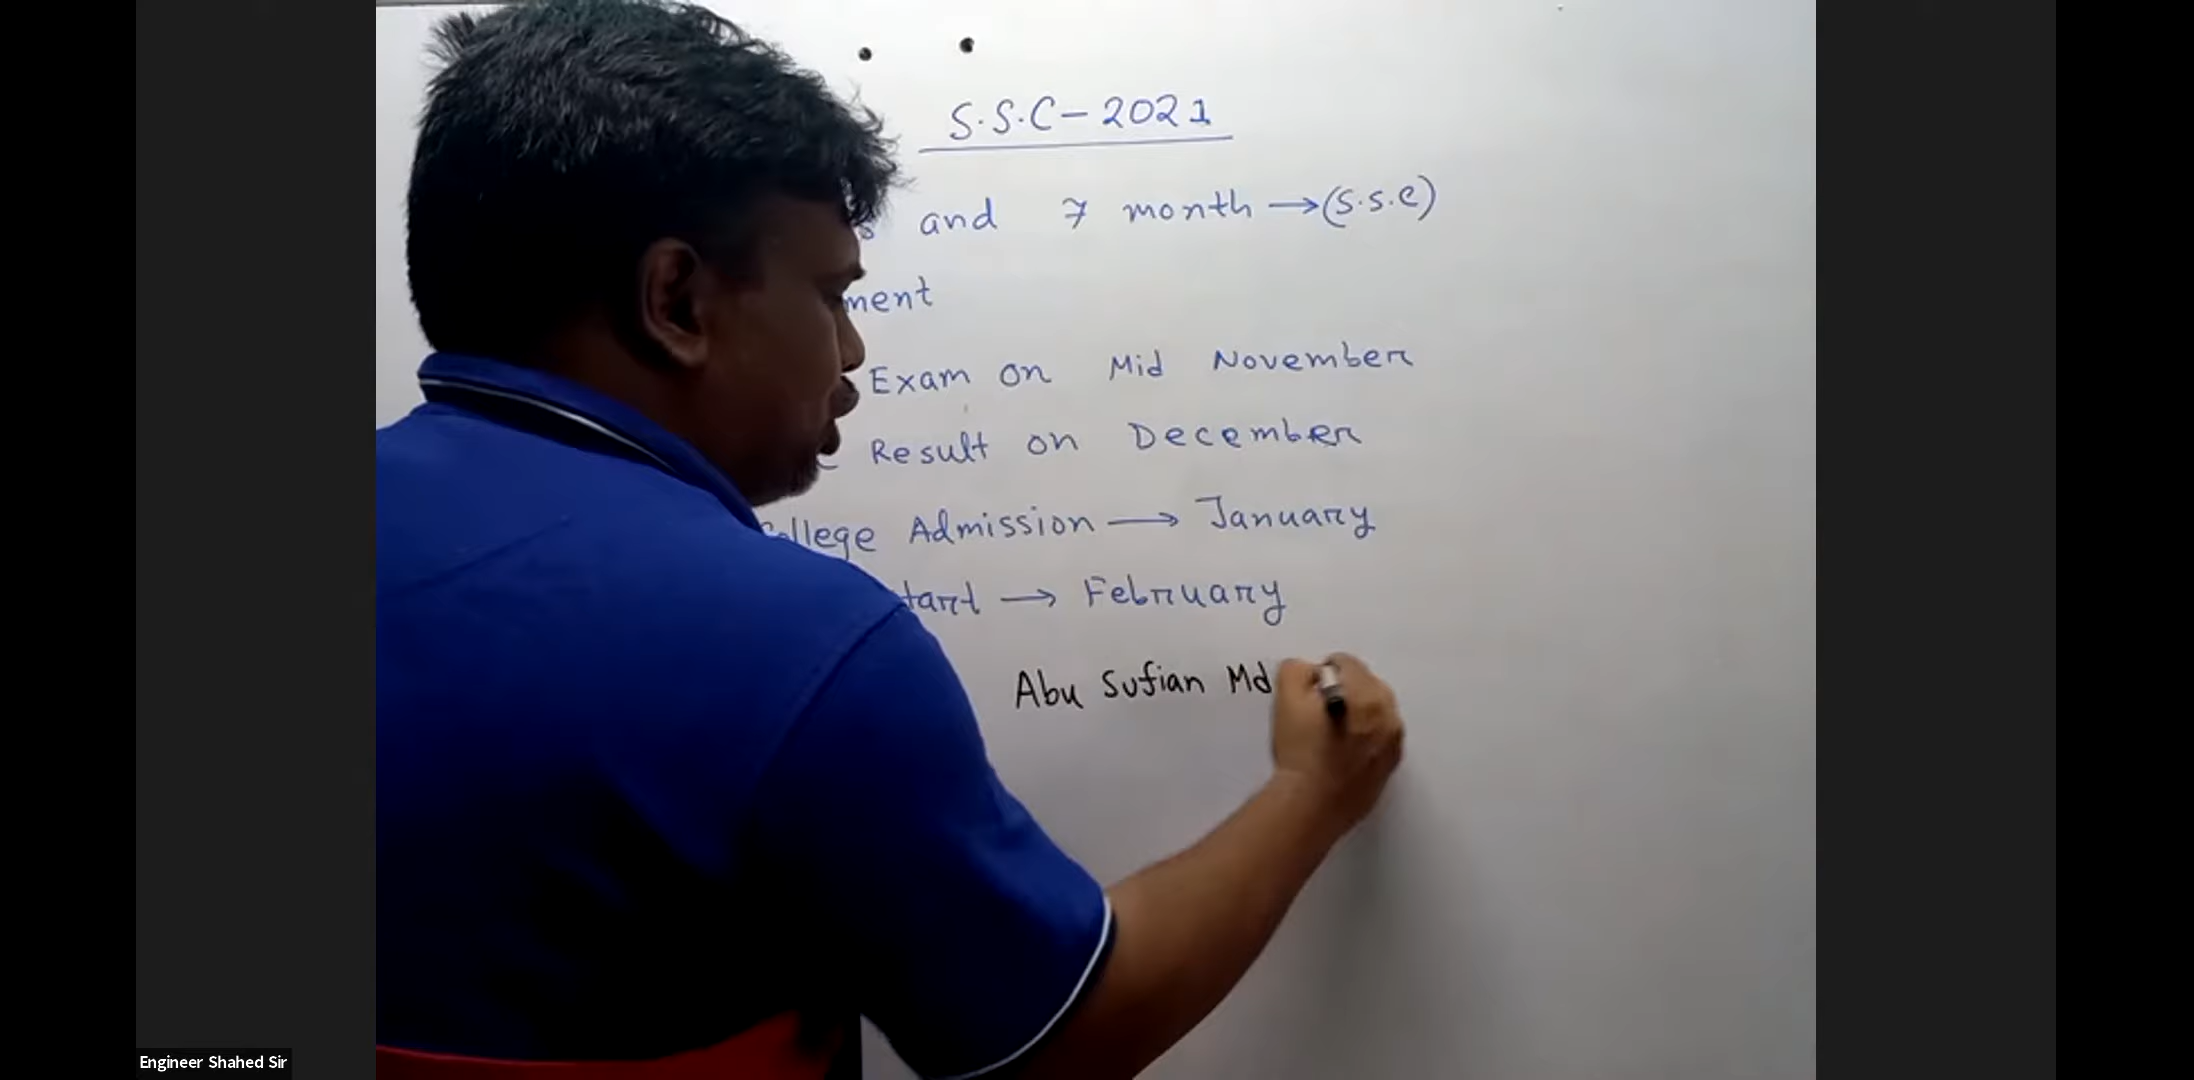 S.S.C-2021
and 7 month → (s.s.c)
ment
Exam on Mid November
Result on December
College Admission → January
tart → February
Abu Sufian Md
Engineer Shahed Sir